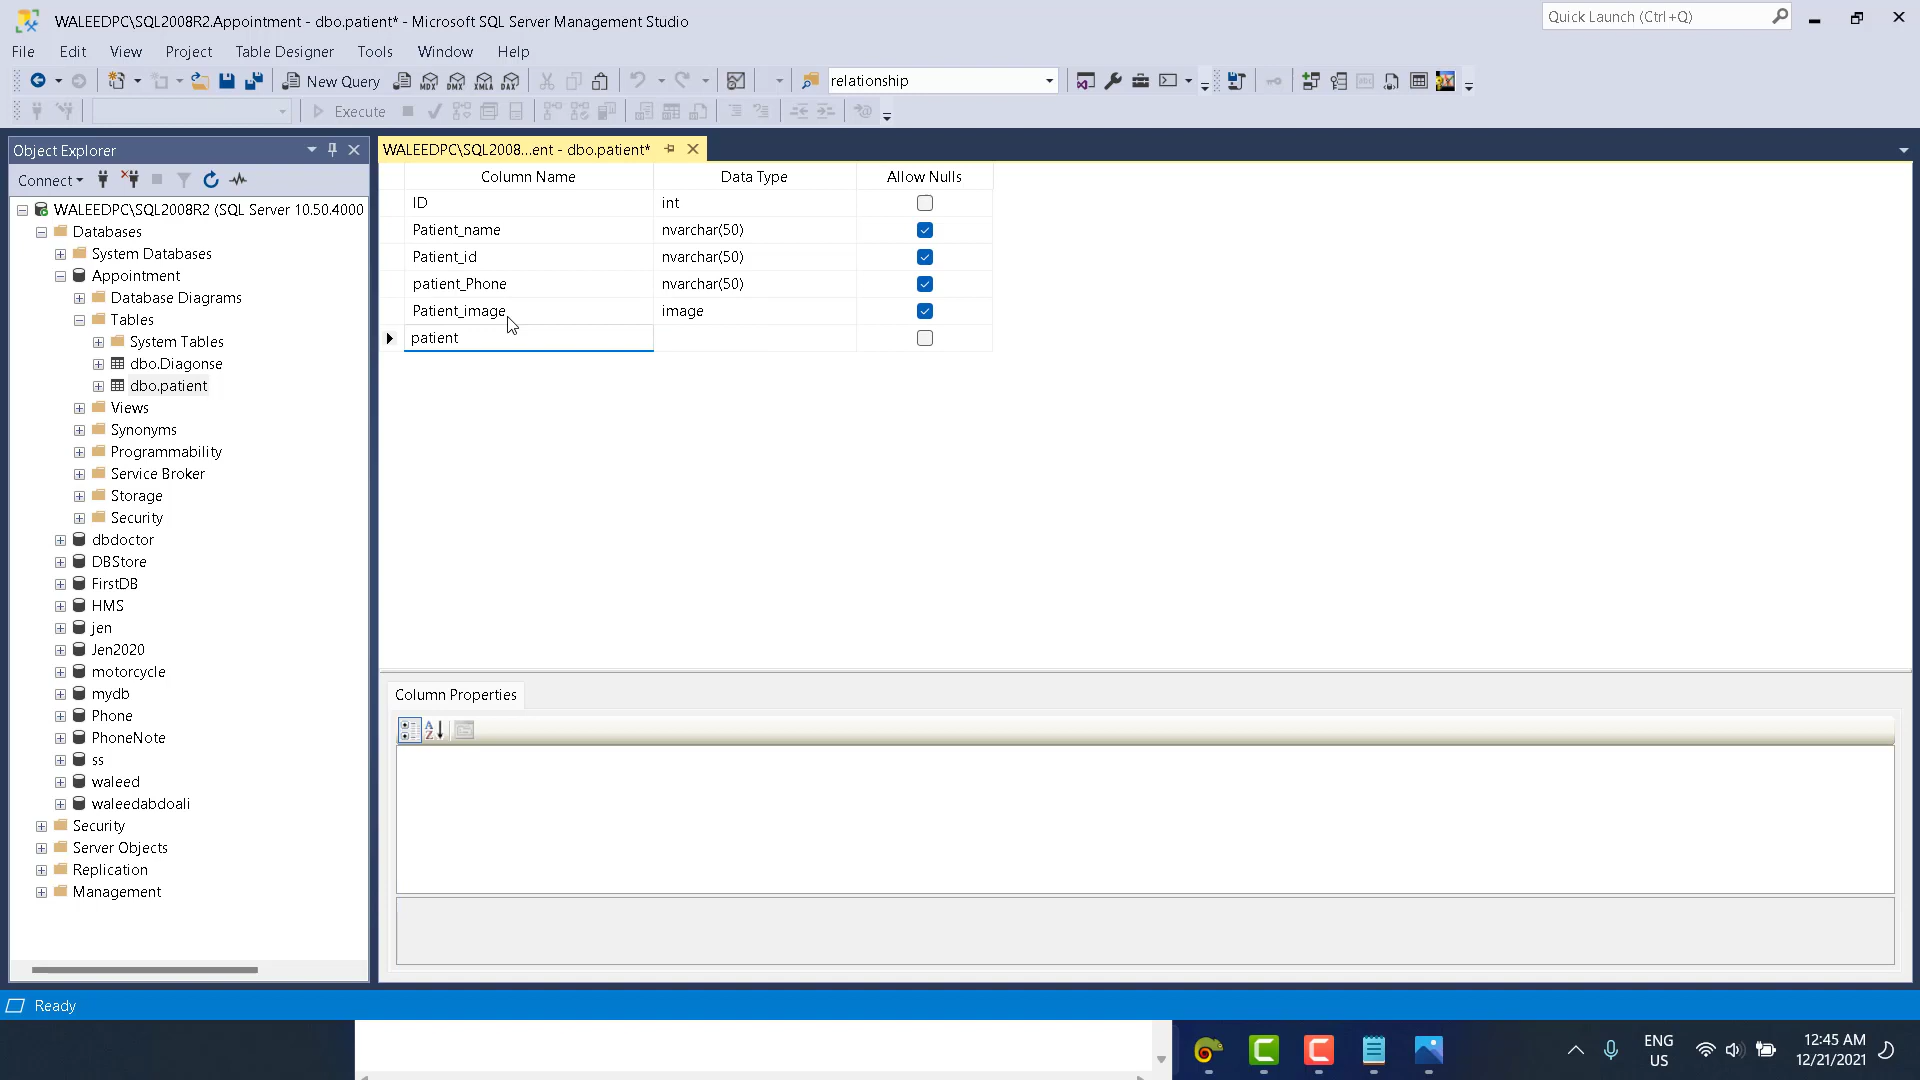 WALEEDPC\SQL2008R2.Appointment - dbo.patient* - Microsoft SQL Server Management Studio
Quick Launch (Ctrl+Q)
File Edit View Project Table Designer Tools Window Help
New Query MDX DMX XMLA DAX relationship
Execute
Object Explorer
WALEEDPC\SQL2008...ent - dbo.patient*
Connect
Column Name Data Type Allow Nulls
WALEEDPC\SQL2008R2 (SQL Server 10.50.4000
Databases
System Databases
Appointment
Database Diagrams
Tables
System Tables
dbo.Diagonse
dbo.patient
Views
Synonyms
Programmability
Service Broker
Storage
Security
dbdoctor
DBStore
FirstDB
HMS
jen
Jen2020
motorcycle
mydb
Phone
PhoneNote
ss
waleed
waleedabdoali
Security
Server Objects
Replication
Management
ID int
Patient_name nvarchar(50)
Patient_id nvarchar(50)
patient_Phone nvarchar(50)
Patient_image image
patient
Column Properties
Ready
ENG
US
12:45 AM
12/21/2021